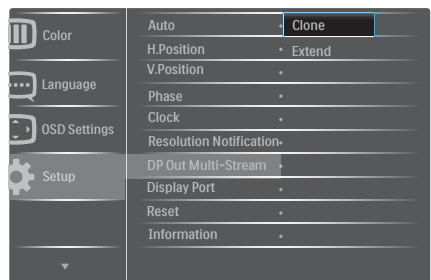 Color
Language
OSD Settings
Setup
Auto
H.Position
V.Position
Phase
Clock
Resolution Notification
DP Out Multi-Stream
Display Port
Reset
Information
Clone
Extend